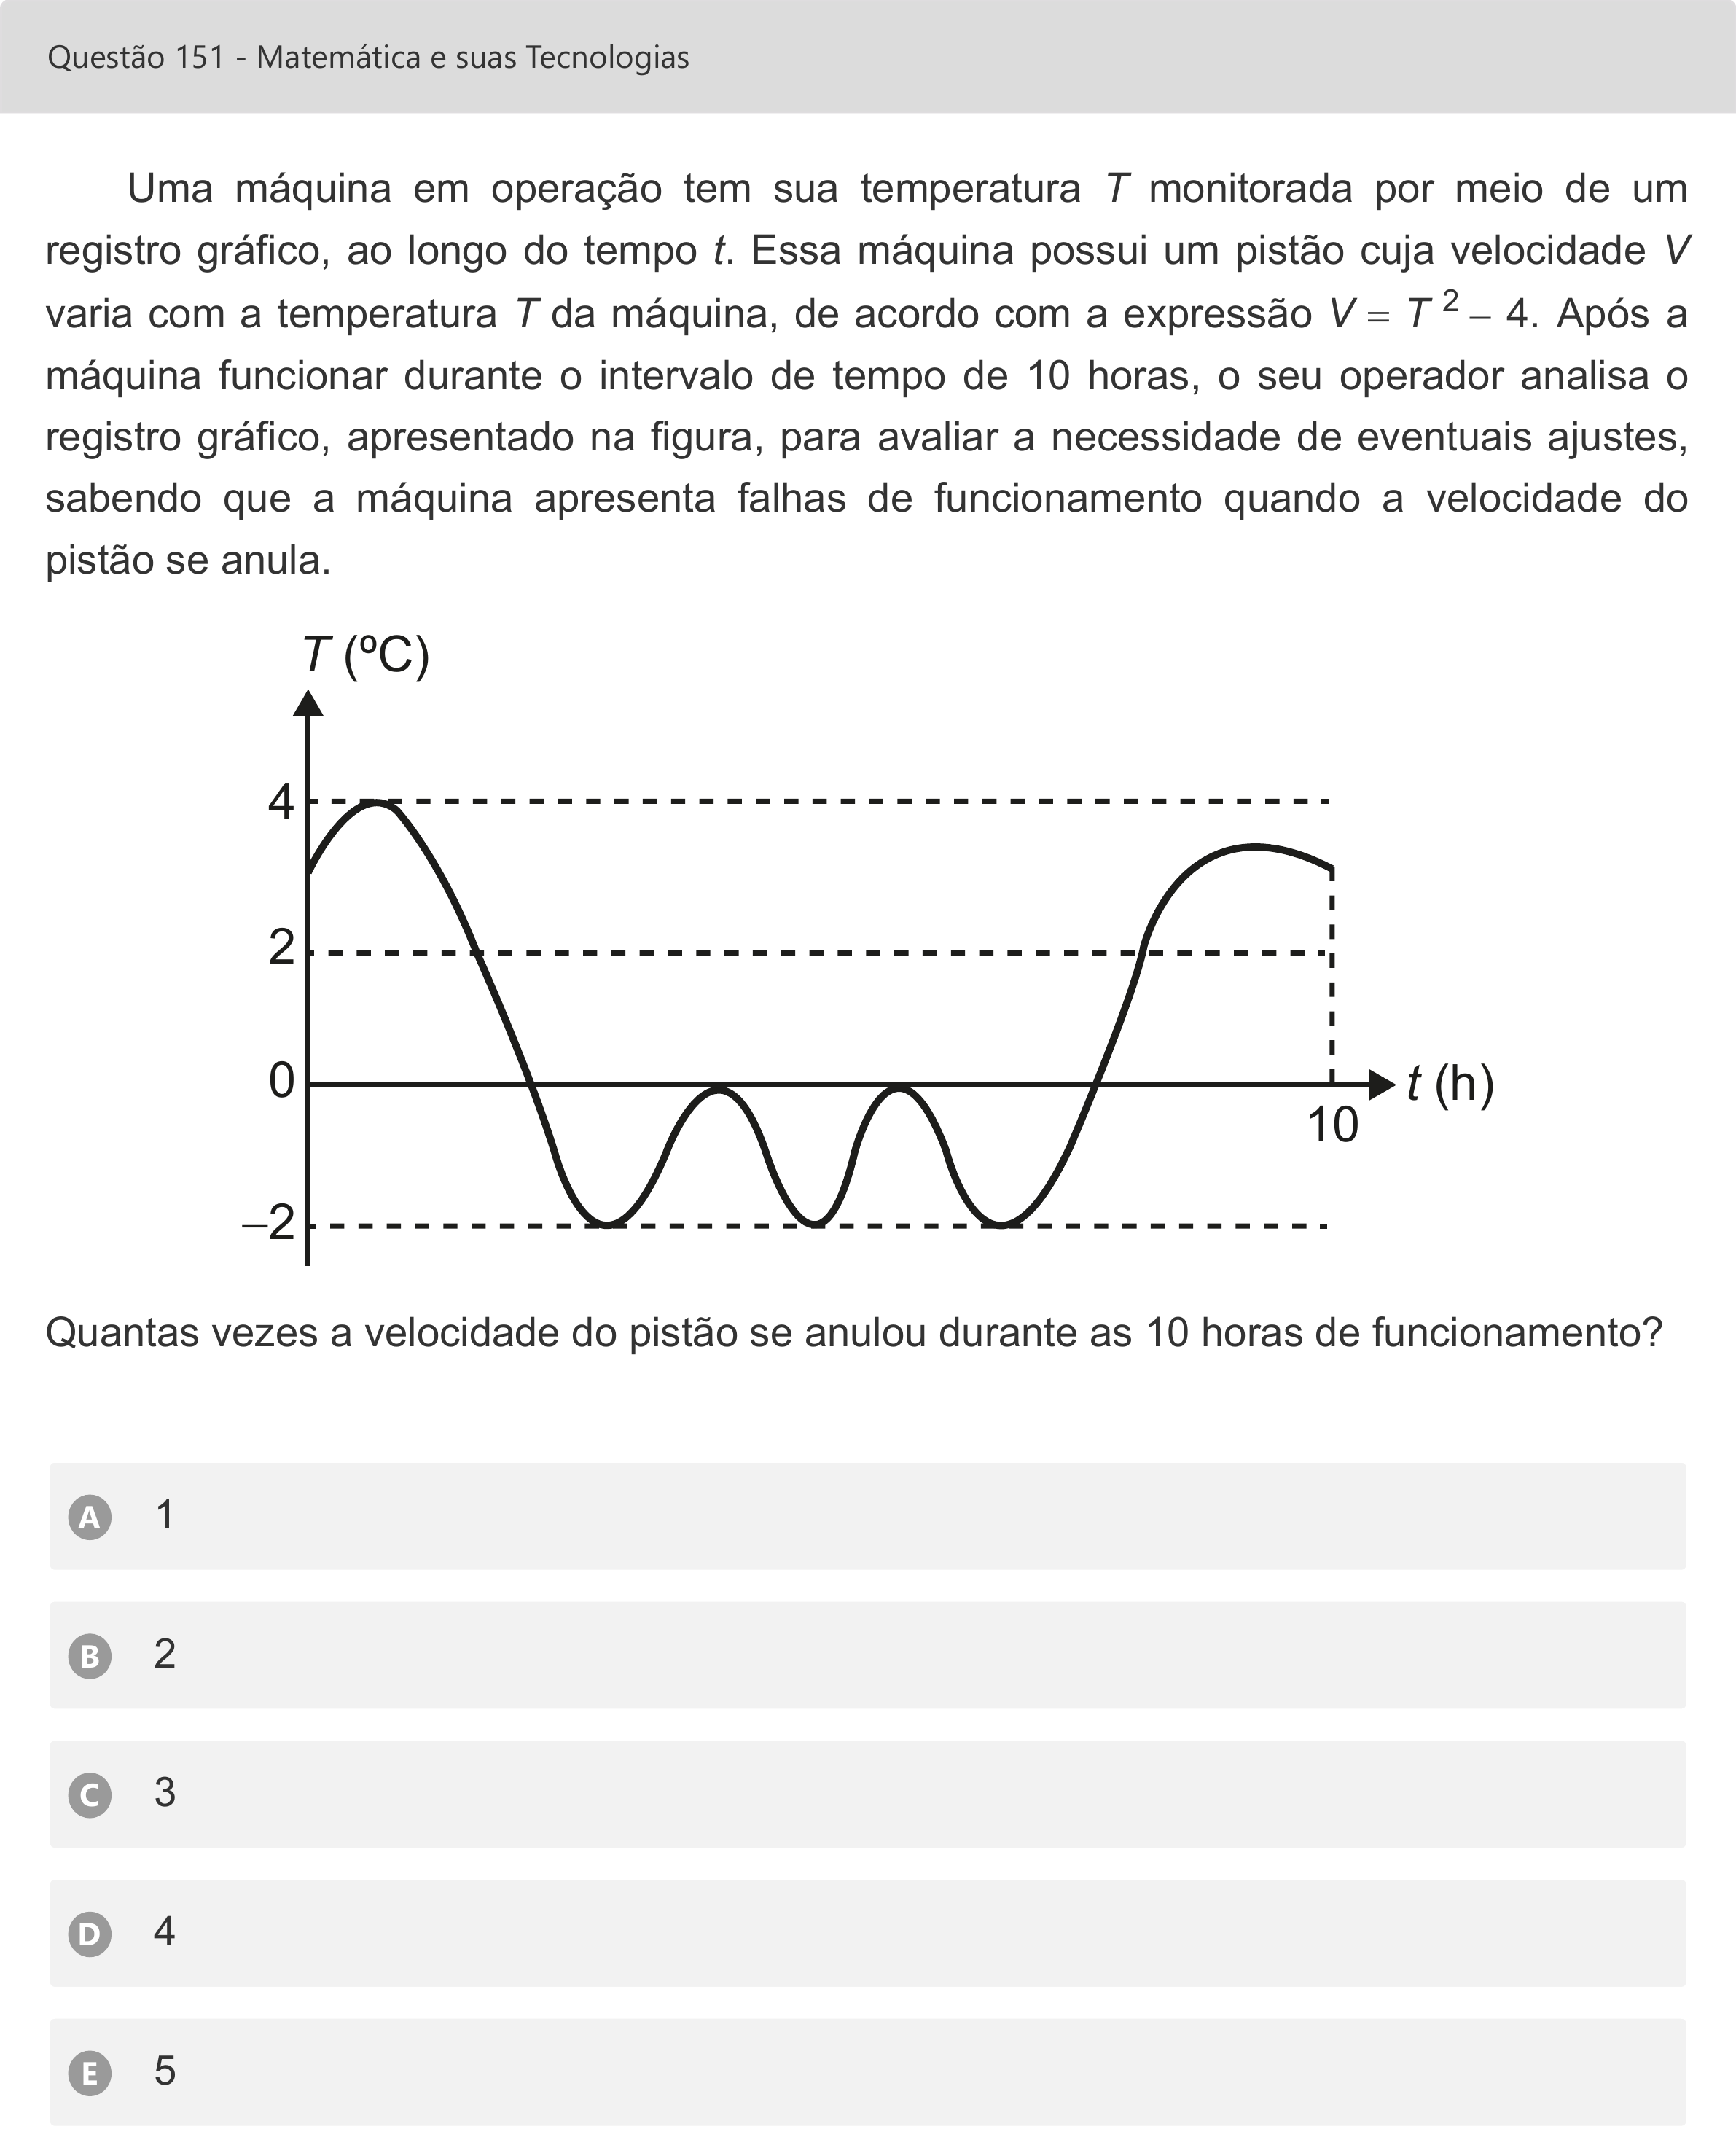 Questão 151 - Matemática e suas Tecnologias
Uma máquina em operação tem sua temperatura T monitorada por meio de um
registro gráfico, ao longo do tempo t. Essa máquina possui um pistão cuja velocidade V
varia com a temperatura T da máquina, de acordo com a expressão V = T ² – 4. Após a
máquina funcionar durante o intervalo de tempo de 10 horas, o seu operador analisa o
registro gráfico, apresentado na figura, para avaliar a necessidade de eventuais ajustes,
sabendo que a máquina apresenta falhas de funcionamento quando a velocidade do
pistão se anula.
T (ºC)
4
2
0
t (h)
10
–2
Quantas vezes a velocidade do pistão se anulou durante as 10 horas de funcionamento?
A 1
B 2
C 3
D 4
E 5